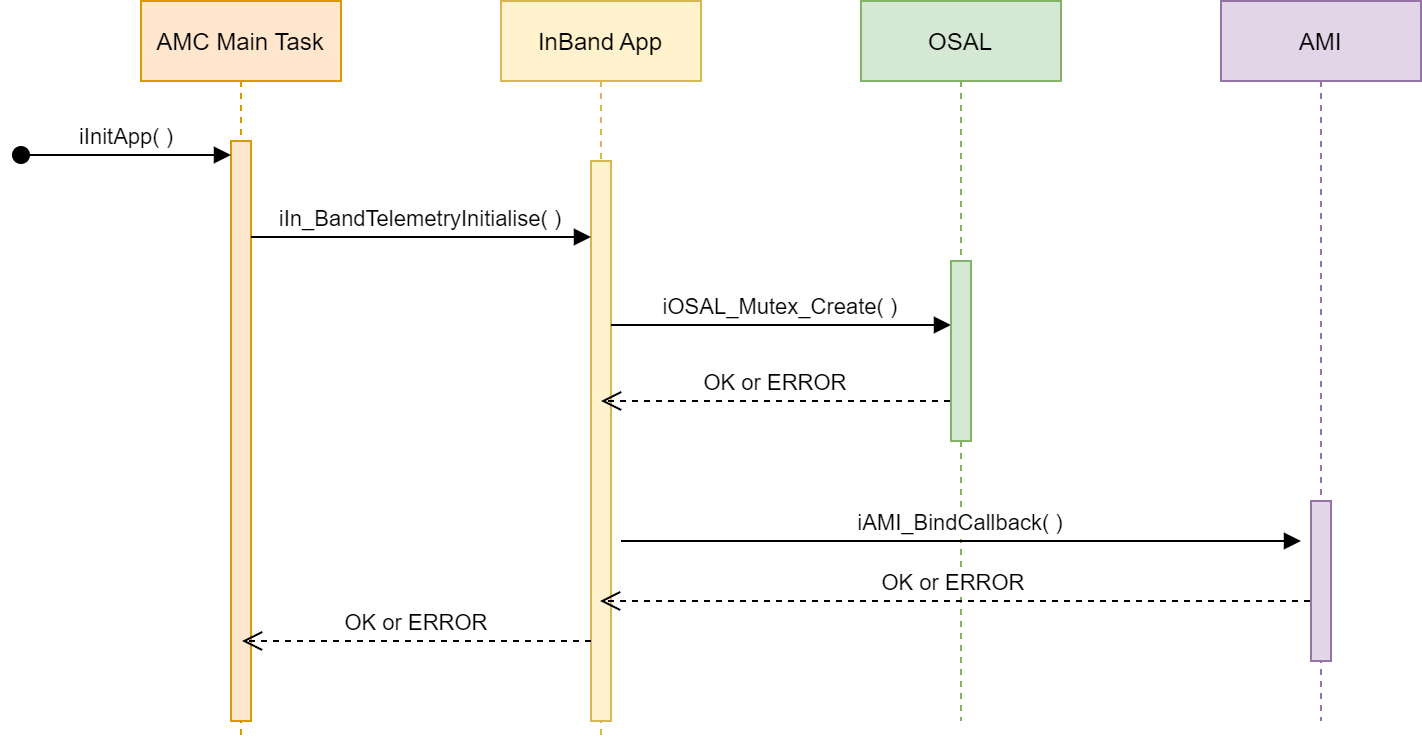 AMC Main Task
InBand App
OSAL
AMI
iInitApp( )
iIn_BandTelemetryInitialise( )
iOSAL_Mutex_Create( )
OK or ERROR
iAMI_BindCallback( )
OK or ERROR
OK or ERROR